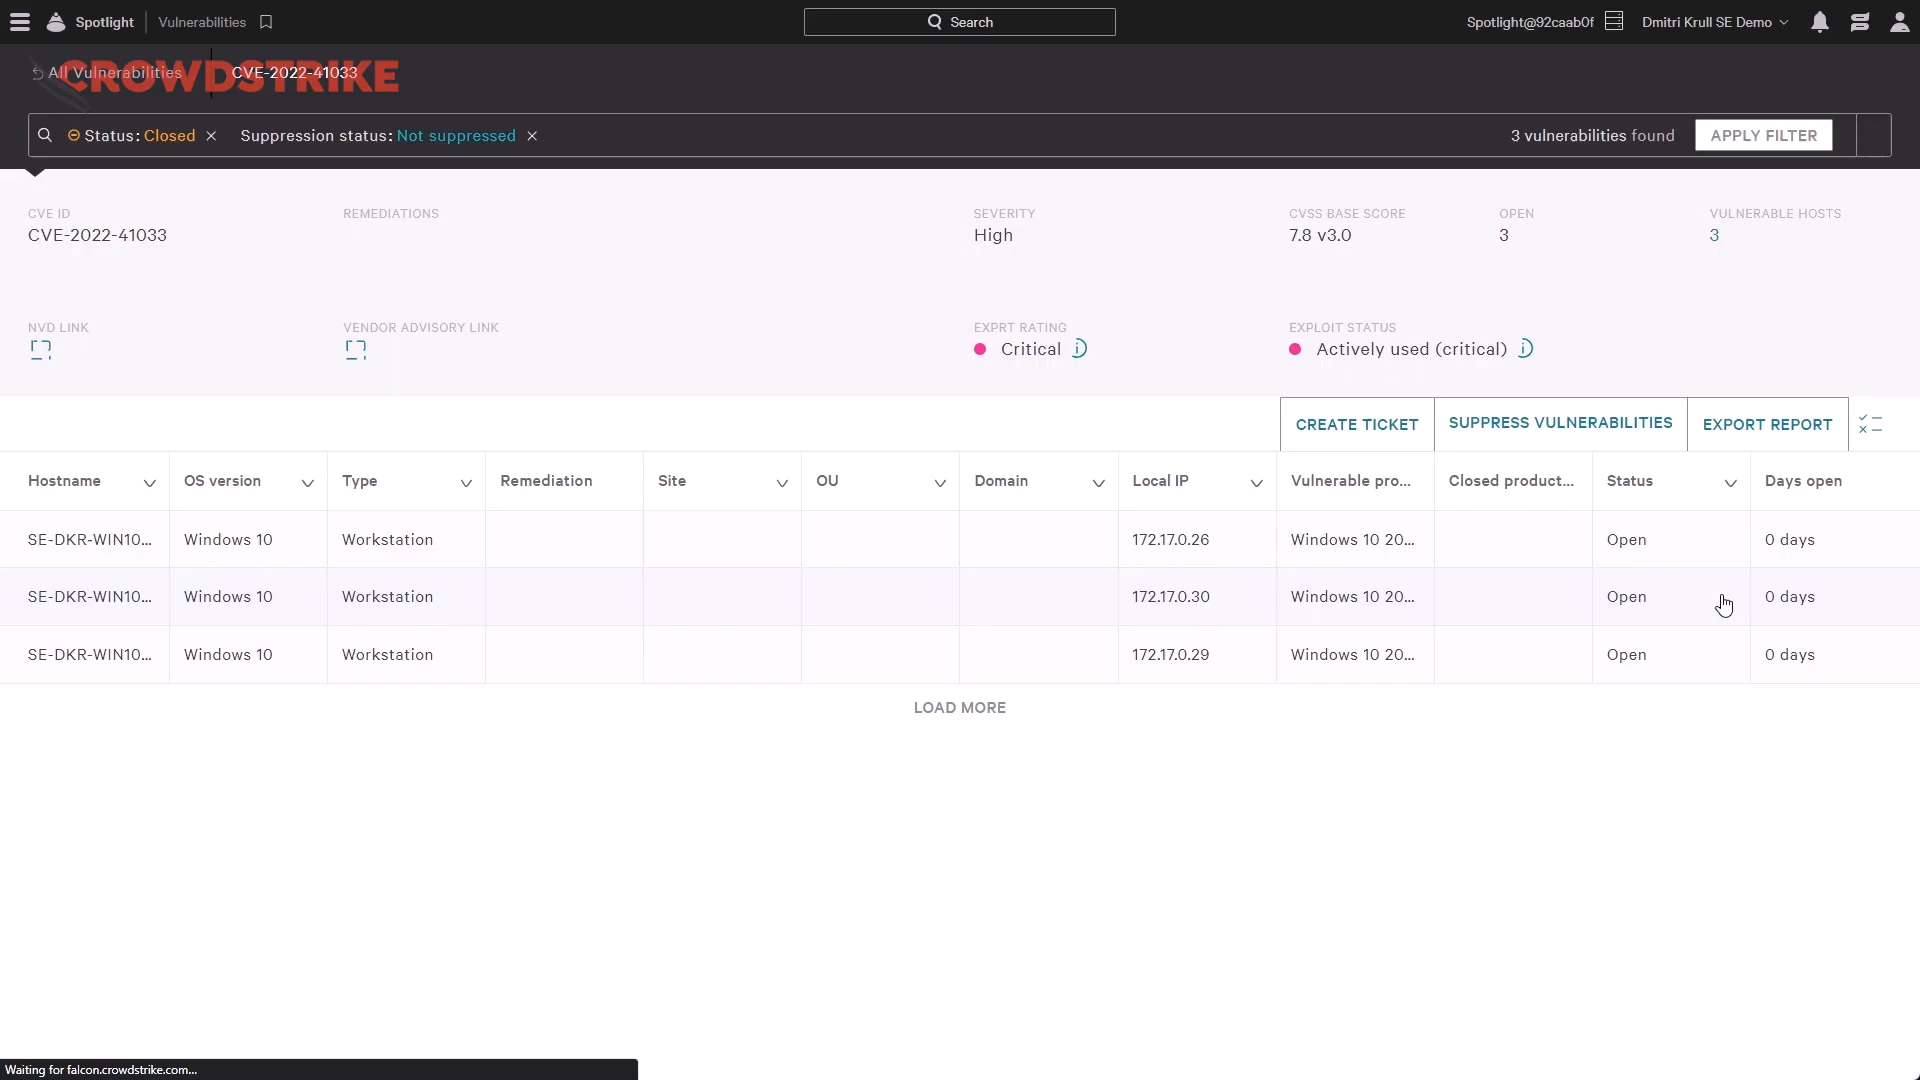 Spotlight Vulnerabilities Search Spotlight@92caab0f Dmitri Krull SE Demo
All Vulnerabilities CVE-2022-41033
CROWDSTRIKE
Status: Closed Suppression status: Not suppressed 3 vulnerabilities found APPLY FILTER
CVE ID REMEDIATIONS SEVERITY CVSS BASE SCORE OPEN VULNERABLE HOSTS
CVE-2022-41033 High 7.8 v3.0 3 3
NVD LINK VENDOR ADVISORY LINK EXPRT RATING EXPLOIT STATUS
Critical Actively used (critical)
CREATE TICKET SUPPRESS VULNERABILITIES EXPORT REPORT
Hostname OS version Type Remediation Site OU Domain Local IP Vulnerable pro... Closed product... Status Days open
SE-DKR-WIN10... Windows 10 Workstation 172.17.0.26 Windows 10 20... Open 0 days
SE-DKR-WIN10... Windows 10 Workstation 172.17.0.30 Windows 10 20... Open 0 days
SE-DKR-WIN10... Windows 10 Workstation 172.17.0.29 Windows 10 20... Open 0 days
LOAD MORE
Waiting for falcon.crowdstrike.com...